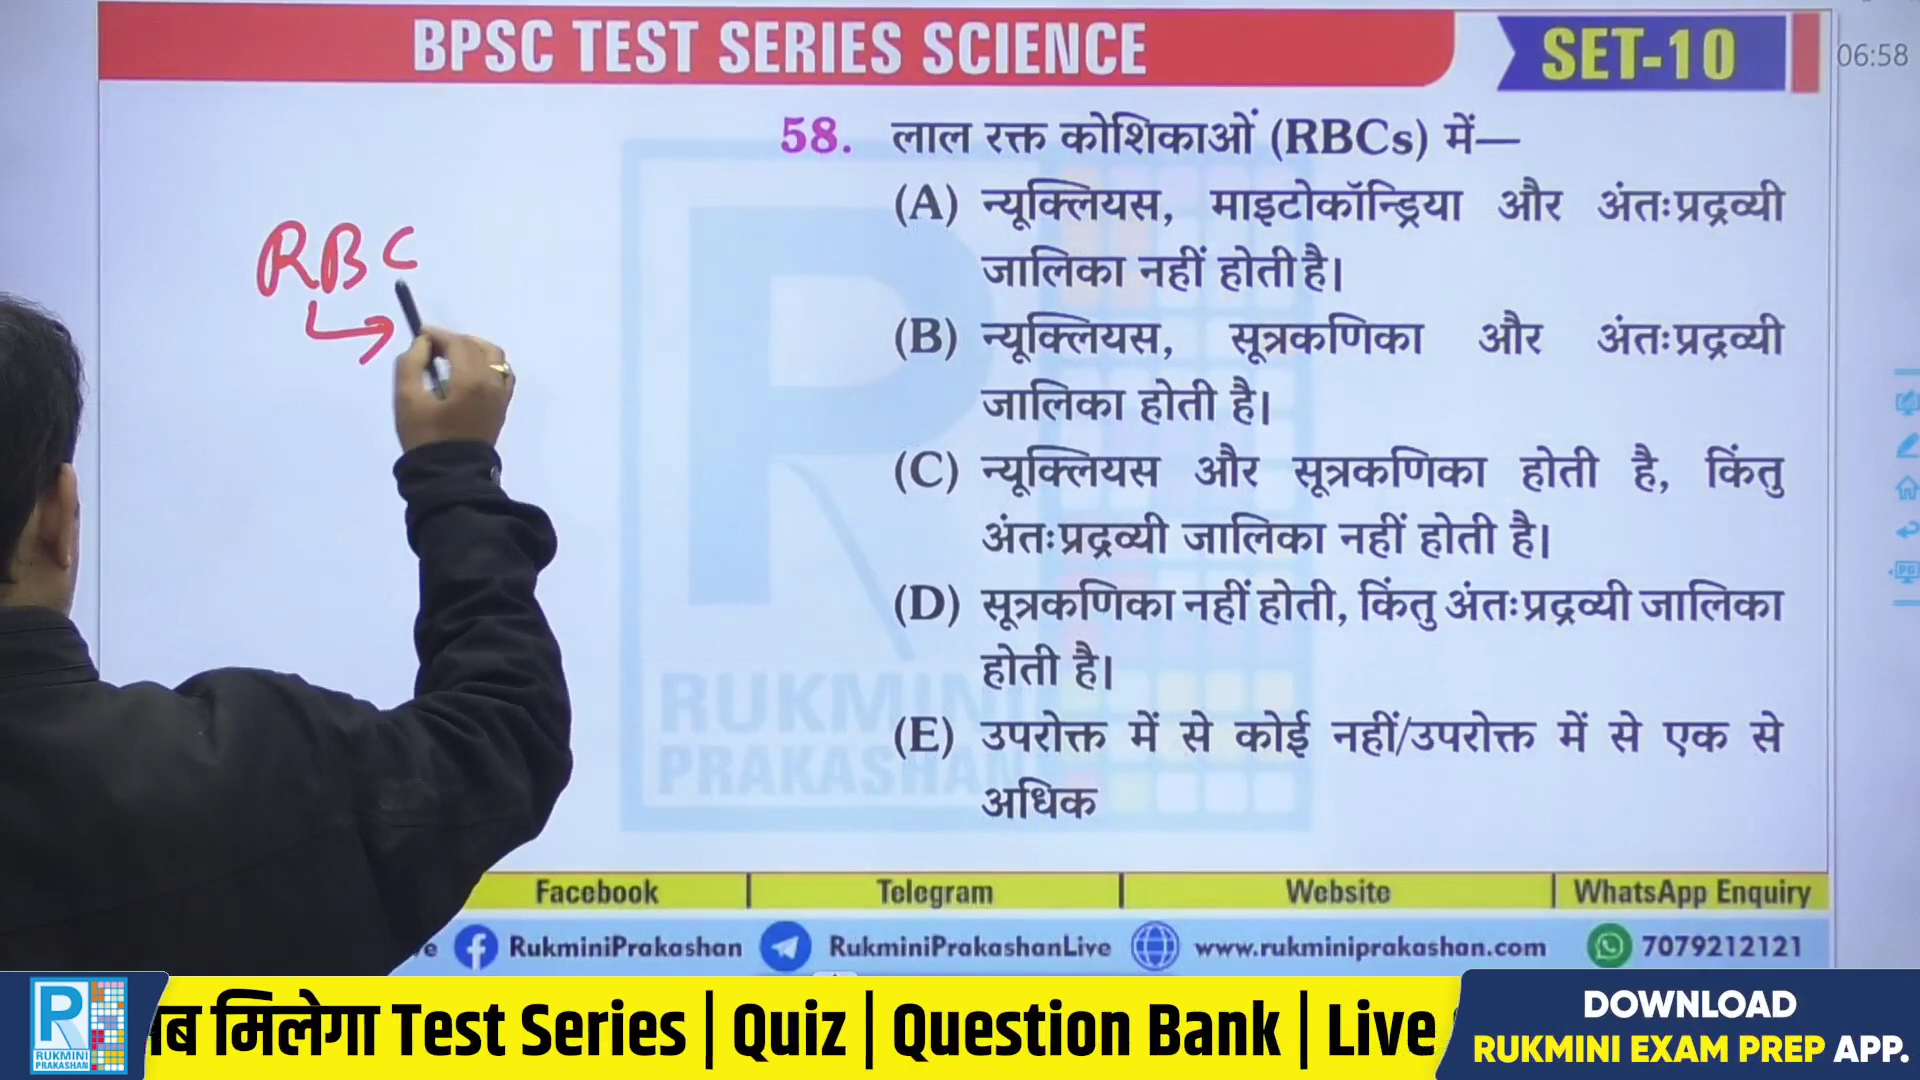 BPSC TEST SERIES SCIENCE
SET-10
06:58
58. लाल रक्त कोशिकाओं (RBCs) में—
(A) न्यूक्लियस, माइटोकॉन्ड्रिया और अंतःप्रद्रव्यी
जालिका नहीं होती है।
(B) न्यूक्लियस, सूत्रकणिका और अंतःप्रद्रव्यी
जालिका होती है।
(C) न्यूक्लियस और सूत्रकणिका होती है, किंतु
अंतःप्रद्रव्यी जालिका नहीं होती है।
(D) सूत्रकणिका नहीं होती, किंतु अंतःप्रद्रव्यी जालिका
होती है।
(E) उपरोक्त में से कोई नहीं/उपरोक्त में से एक से
अधिक
RBC
RUKMINI
PRAKASHAN
Facebook | Telegram | Website | WhatsApp Enquiry
RukminiPrakashan RukminiPrakashanLive www.rukminiprakashan.com 7079212121
R RUKMINI PRAKASHAN
मिलेगा Test Series | Quiz | Question Bank | Live
DOWNLOAD
RUKMINI EXAM PREP APP.